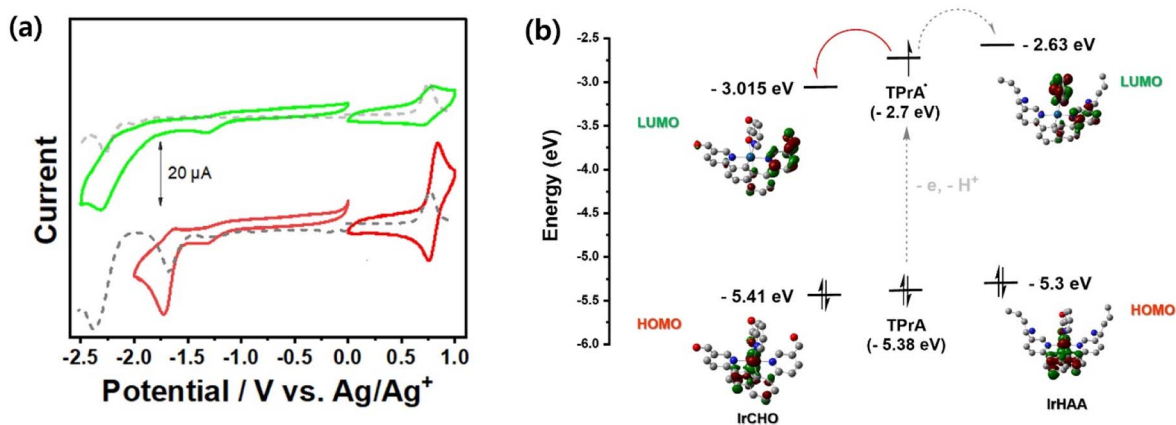 (a)
Current
20 µA
-2.5 -2.0 -1.5 -1.0 -0.5 0.0 0.5 1.0
Potential / V vs. Ag/Ag⁺
(b)
Energy (eV)
-2.5
-3.0
-3.5
-4.0
-4.5
-5.0
-5.5
-6.0
- 3.015 eV
LUMO
TPrA•
(- 2.7 eV)
- 2.63 eV
LUMO
- e, - H⁺
- 5.41 eV
HOMO
IrCHO
TPrA
(- 5.38 eV)
- 5.3 eV
HOMO
IrHAA